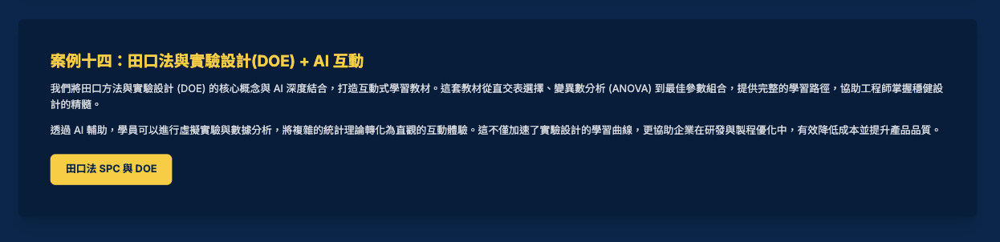 案例十四：田口法與實驗設計(DOE) + AI 互動
我們將田口方法與實驗設計 (DOE) 的核心概念與 AI 深度結合，打造互動式學習教材。這套教材從直交表選擇、變異數分析 (ANOVA) 到最佳參數組合，提供完整的學習路徑，協助工程師掌握穩健設
計的精髓。
透過 AI 輔助，學員可以進行虛擬實驗與數據分析，將複雜的統計理論轉化為直觀的互動體驗。這不僅加速了實驗設計的學習曲線，更協助企業在研發與製程優化中，有效降低成本並提升產品品質。
田口法 SPC 與 DOE